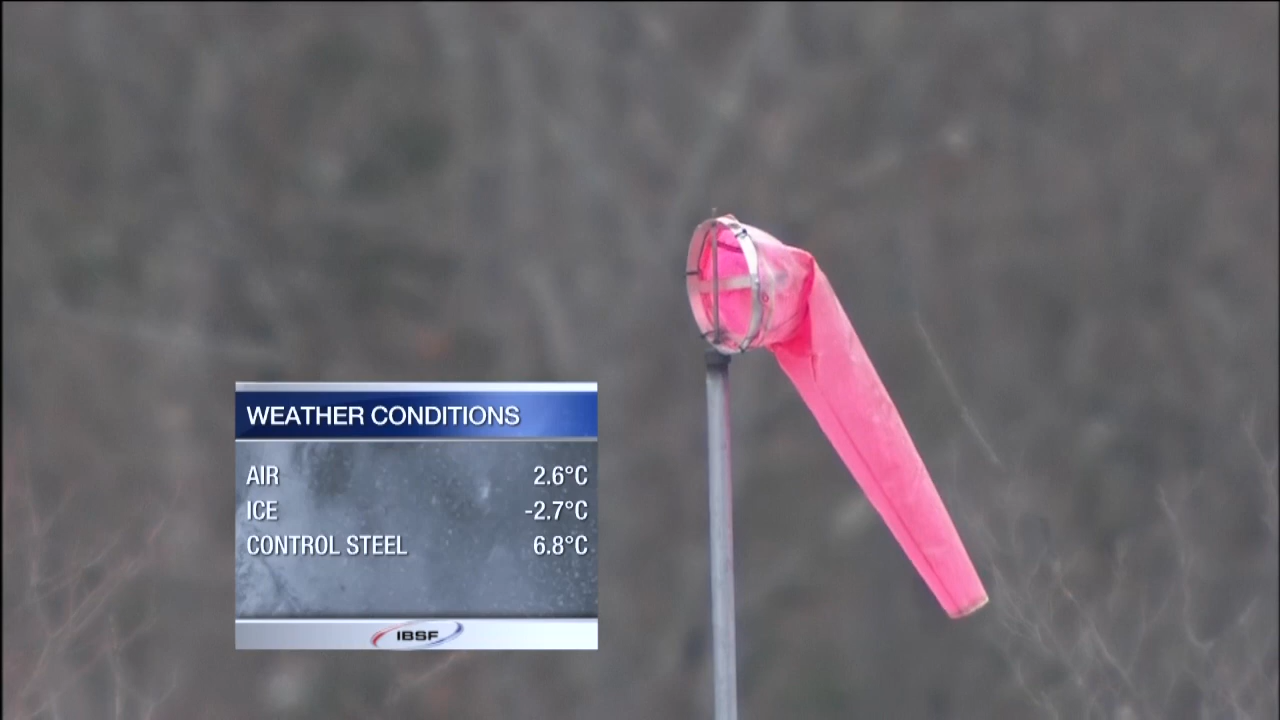 WEATHER CONDITIONS
AIR 2.6°C
ICE -2.7°C
CONTROL STEEL 6.8°C
IBSF